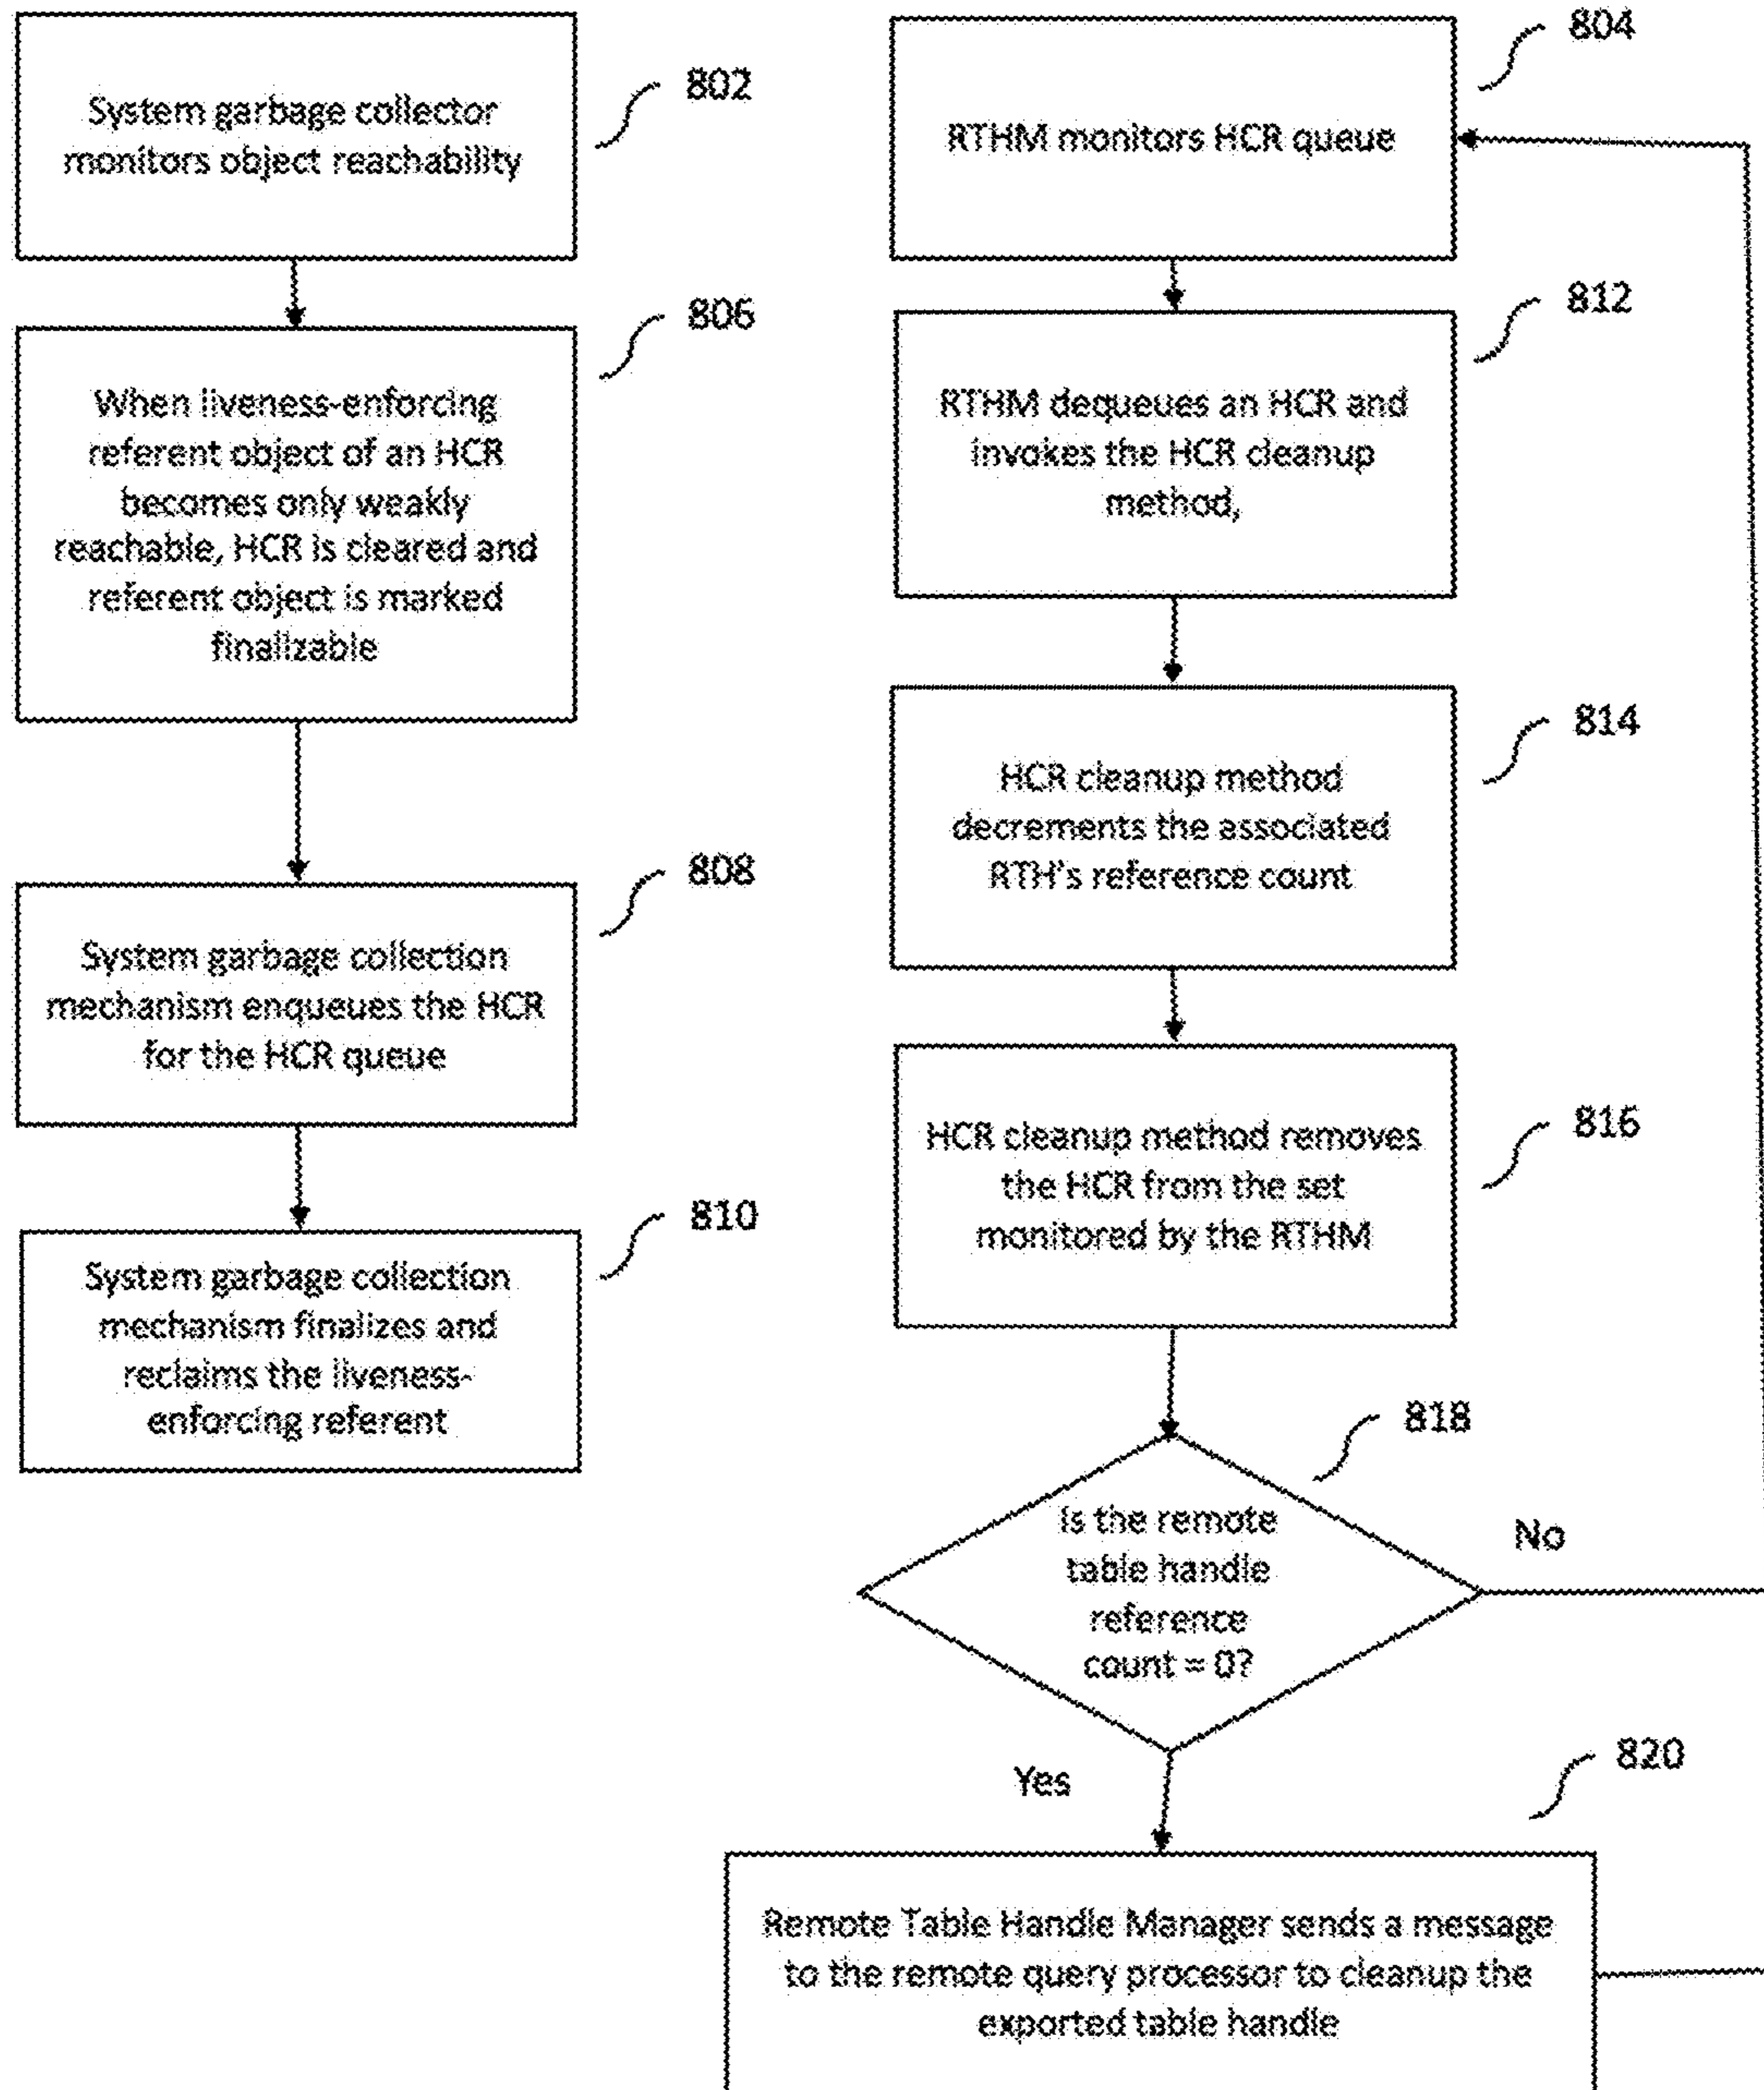 System garbage collector
monitors object reachability
802
When liveness-enforcing
referent object of an HCR
becomes only weakly
reachable, HCR is cleared and
referent object is marked
finalizable
806
System garbage collection
mechanism enqueues the HCR
for the HCR queue
808
System garbage collection
mechanism finalizes and
reclaims the liveness-
enforcing referent
810
RTHM monitors HCR queue
804
RTHM dequeues an HCR and
invokes the HCR cleanup
method,
812
HCR cleanup method
decrements the associated
RTH's reference count
814
HCR cleanup method removes
the HCR from the set
monitored by the RTHM
816
Is the remote
table handle
reference
count = 0?
818
No
Yes
Remote Table Handle Manager sends a message
to the remote query processor to cleanup the
exported table handle
820